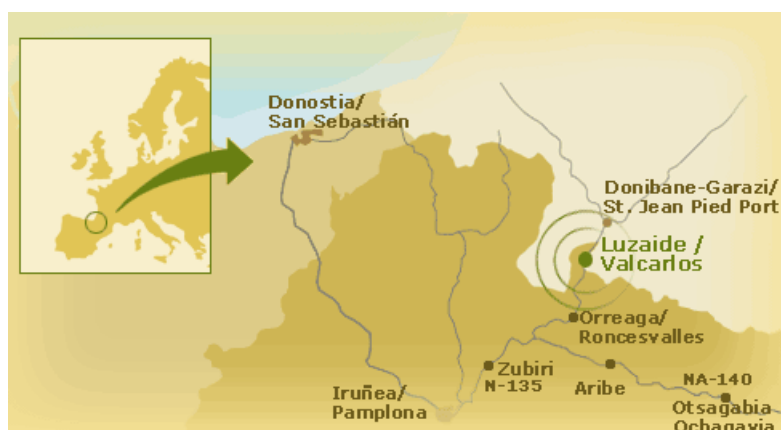 Donostia/
San Sebastián
Donibane-Garazi/
St. Jean Pied Port
Luzaide /
Valcarlos
Orreaga/
Roncesvalles
Zubiri
N-135
Aribe
NA-140
Iruñea/
Pamplona
Otsagabia
Ochagavia